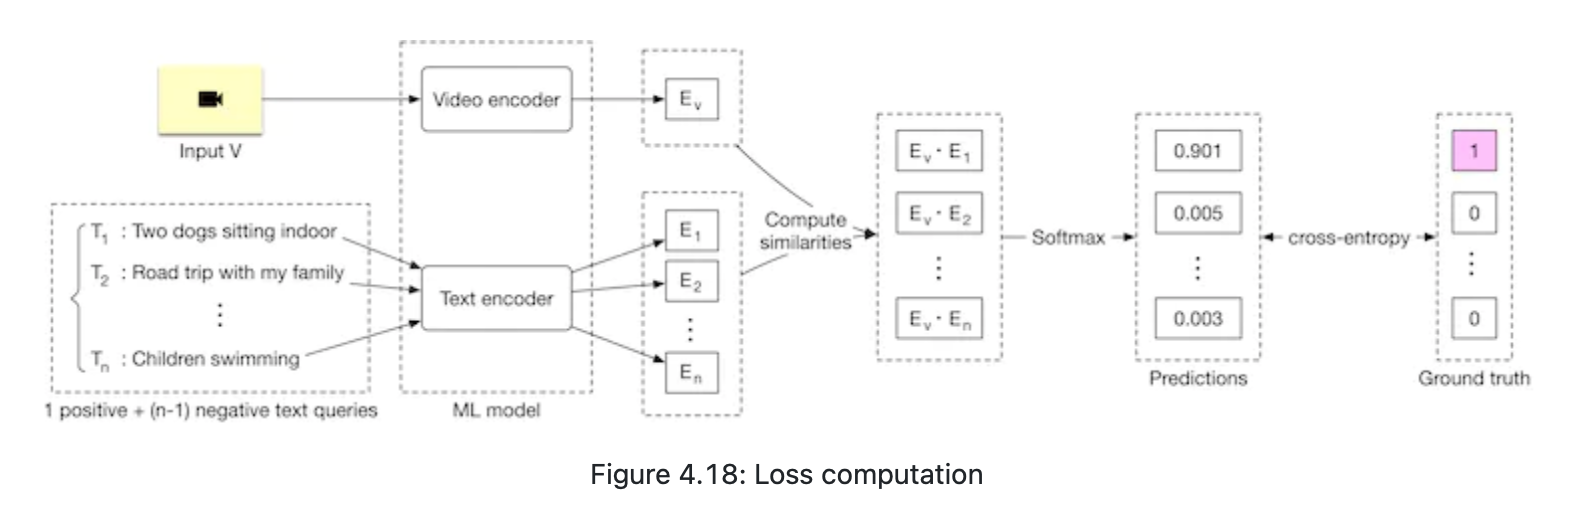 Input V
Video encoder
E_v
T_1 : Two dogs sitting indoor
T_2 : Road trip with my family
⋮
T_n : Children swimming
1 positive + (n-1) negative text queries
Text encoder
ML model
E_1
E_2
⋮
E_n
Compute
similarities
E_v · E_1
E_v · E_2
⋮
E_v · E_n
Softmax
0.901
0.005
⋮
0.003
Predictions
cross-entropy
1
0
⋮
0
Ground truth
Figure 4.18: Loss computation